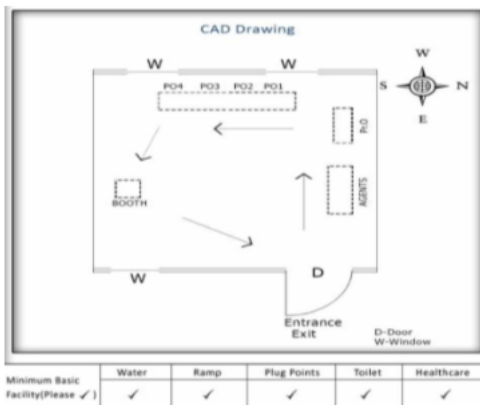 CAD Drawing
W W
PO4 PO3 PO2 PO1
W
S N
E
PrO
AGENTS
BOOTH
W D
Entrance
Exit
D-Door
W-Window
Minimum Basic
Facility(Please ✓)
Water Ramp Plug Points Toilet Healthcare
✓ ✓ ✓ ✓ ✓